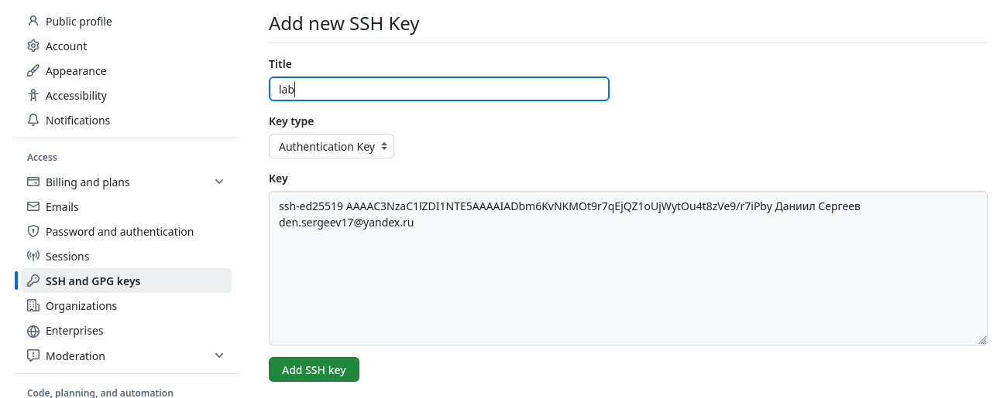 Public profile
Account
Appearance
Accessibility
Notifications
Access
Billing and plans
Emails
Password and authentication
Sessions
SSH and GPG keys
Organizations
Enterprises
Moderation
Code, planning, and automation
Add new SSH Key
Title
lab
Key type
Authentication Key
Key
ssh-ed25519 AAAAC3NzaC1lZDI1NTE5AAAAIADbm6KvNKMOt9r7qEjQZ1oUjWytOu4t8zVe9/r7iPby Даниил Сергеев
den.sergeev17@yandex.ru
Add SSH key